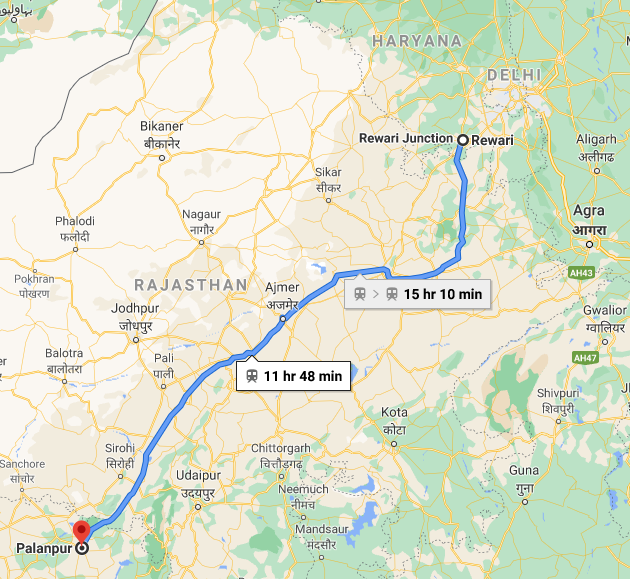 HARYANA
DELHI
Bikaner
बीकानेर
Rewari Junction
Rewari
Aligarh
अलीगढ
Sikar
सीकर
Phalodi
फलोदी
Nagaur
नागौर
Agra
आगरा
Pokhran
पोखरण
RAJASTHAN
Ajmer
अजमेर
AH43
15 hr 10 min
Jodhpur
जोधपुर
Gwalior
ग्वालियर
Balotra
बालोतरा
Pali
पाली
AH47
11 hr 48 min
Shivpuri
शिवपुरी
Kota
कोटा
Sirohi
सिरोही
Chittorgarh
चित्तौड़गढ़
Sanchore
सांचोर
Udaipur
उदयपुर
Guna
गुना
Neemuch
नीमच
Mandsaur
मंदसौर
Palanpur